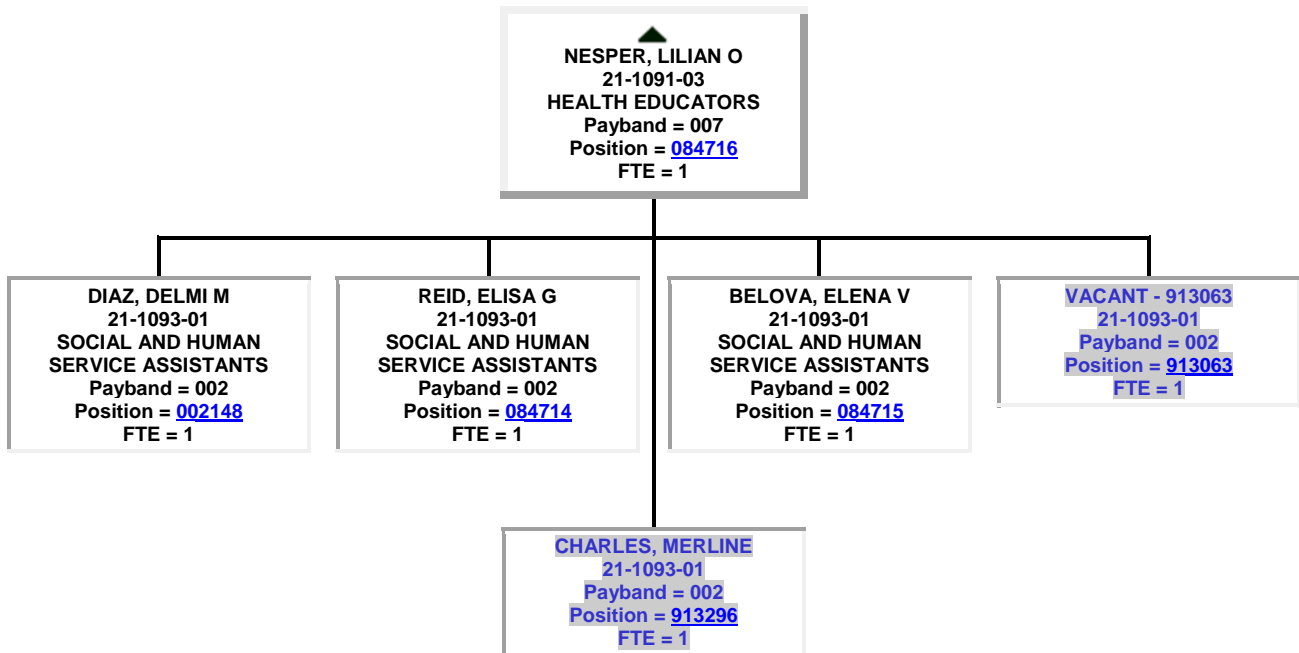 NESPER, LILIAN O
21-1091-03
HEALTH EDUCATORS
Payband = 007
Position = 084716
FTE = 1
DIAZ, DELMI M
21-1093-01
SOCIAL AND HUMAN
SERVICE ASSISTANTS
Payband = 002
Position = 002148
FTE = 1
REID, ELISA G
21-1093-01
SOCIAL AND HUMAN
SERVICE ASSISTANTS
Payband = 002
Position = 084714
FTE = 1
BELOVA, ELENA V
21-1093-01
SOCIAL AND HUMAN
SERVICE ASSISTANTS
Payband = 002
Position = 084715
FTE = 1
VACANT - 913063
21-1093-01
Payband = 002
Position = 913063
FTE = 1
CHARLES, MERLINE
21-1093-01
Payband = 002
Position = 913296
FTE = 1